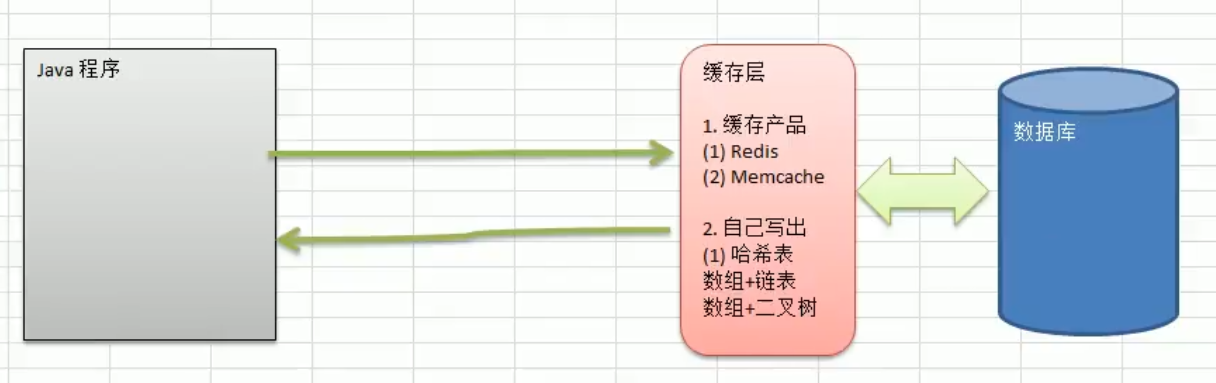 Java 程序
缓存层
1. 缓存产品
(1) Redis
(2) Memcache
2. 自己写出
(1) 哈希表
数组+链表
数组+二叉树
数据库